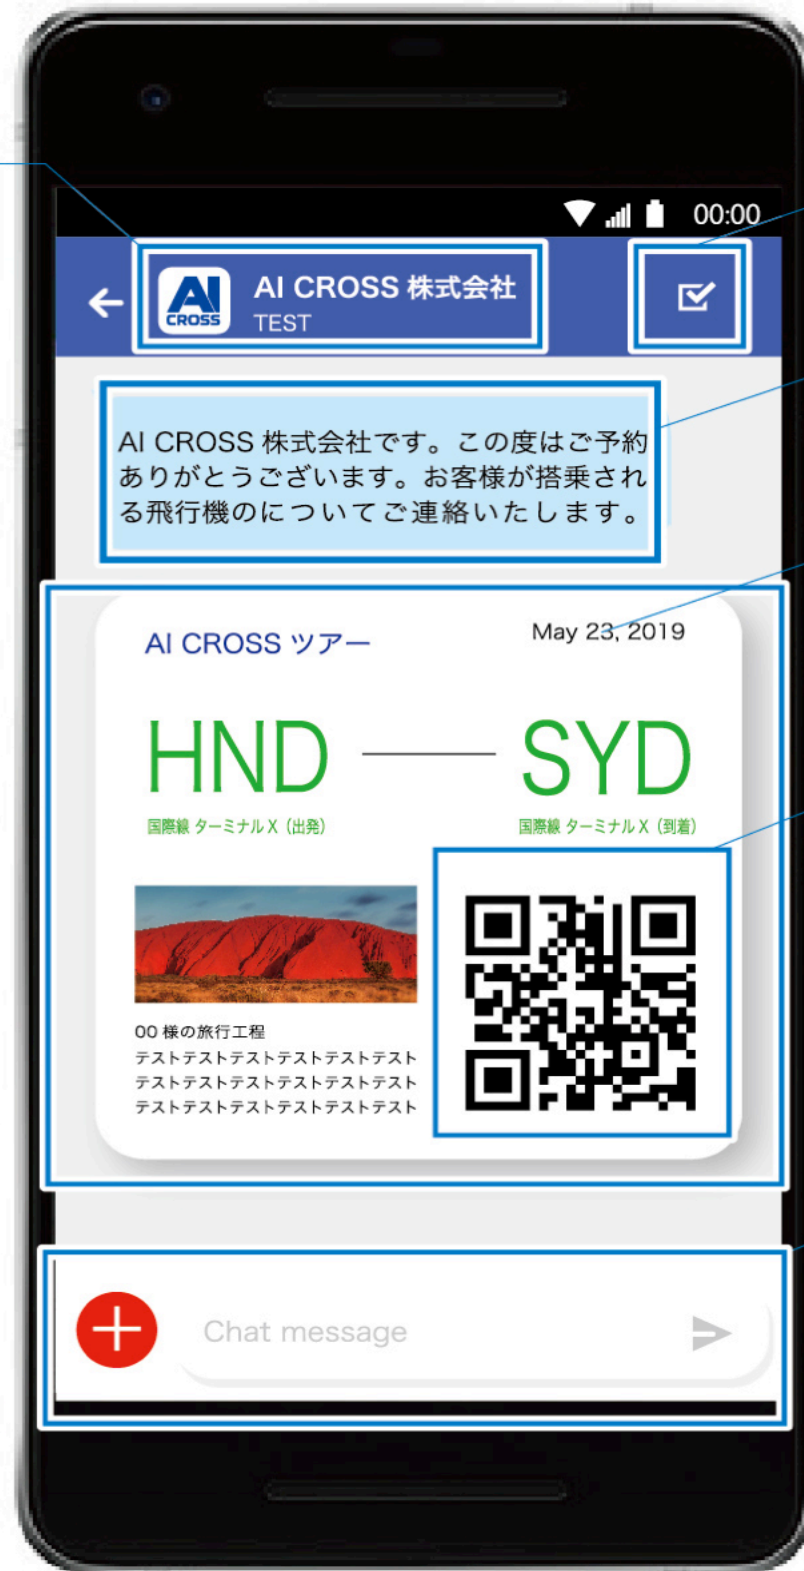 00:00
AI CROSS
AI CROSS 株式会社
TEST
AI CROSS 株式会社です。この度はご予約
ありがとうございます。お客様が搭乗され
る飛行機のについてご連絡いたします。
AI CROSS ツアー
May 23, 2019
HND — SYD
国際線 ターミナル X（出発）
国際線 ターミナル X（到着）
00 様の旅行工程
テストテストテストテストテストテスト
テストテストテストテストテストテスト
テストテストテストテストテストテスト
Chat message